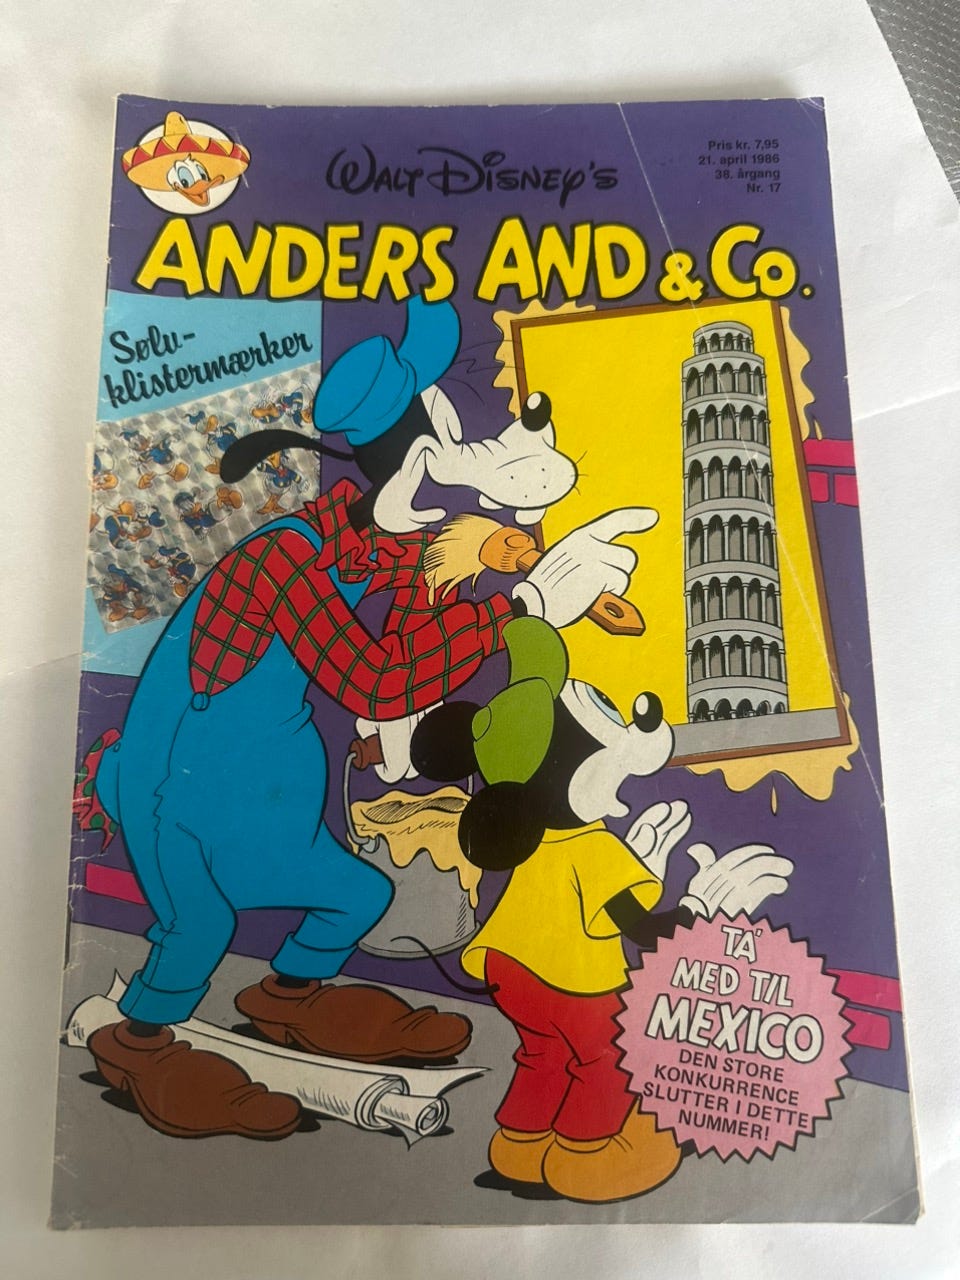 Walt Disney's
Pris kr. 7,95
21. april 1986
38. årgang
Nr. 17
ANDERS AND & Co.
Sølv-
klistermærker
TA'
MED TIL
MEXICO
DEN STORE
KONKURRENCE
SLUTTER I DETTE
NUMMER!